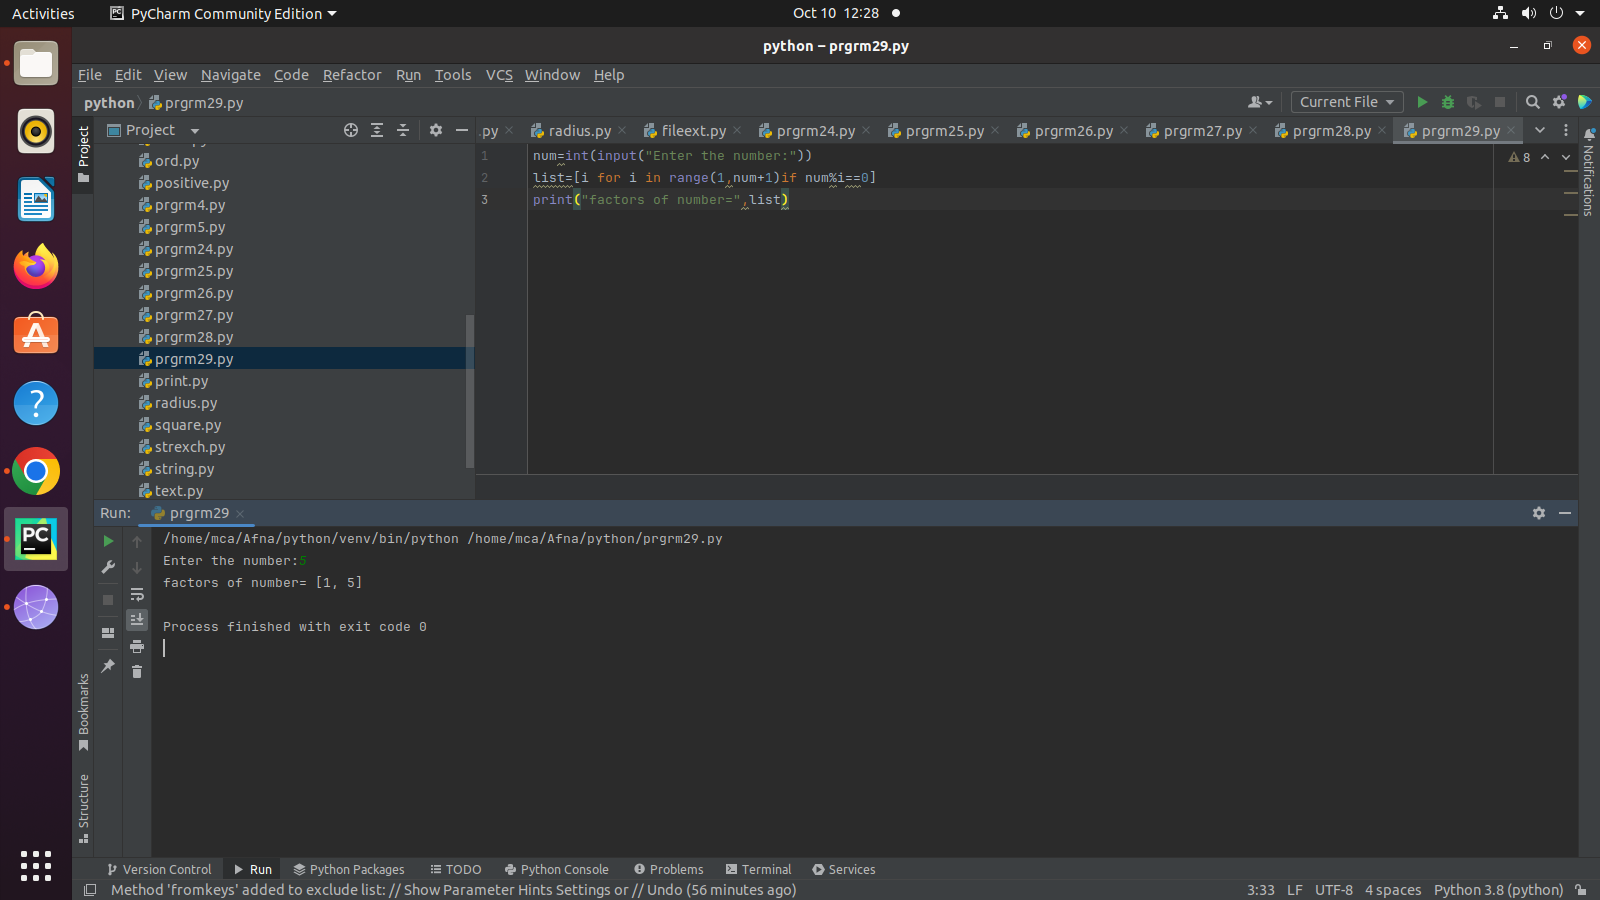 Activities PyCharm Community Edition Oct 10 12:28
python – prgrm29.py
File Edit View Navigate Code Refactor Run Tools VCS Window Help
python prgrm29.py Current File
Project .py radius.py fileext.py prgrm24.py prgrm25.py prgrm26.py prgrm27.py prgrm28.py prgrm29.py
Project
Notifications
ord.py
positive.py
prgrm4.py
prgrm5.py
prgrm24.py
prgrm25.py
prgrm26.py
prgrm27.py
prgrm28.py
prgrm29.py
print.py
radius.py
square.py
strexch.py
string.py
text.py
1 num=int(input("Enter the number:")) 8
2 list=[i for i in range(1,num+1)if num%i==0]
3 print("factors of number=",list)
Run: prgrm29
/home/mca/Afna/python/venv/bin/python /home/mca/Afna/python/prgrm29.py
Enter the number:5
factors of number= [1, 5]
Process finished with exit code 0
PC
Bookmarks
Structure
Version Control Run Python Packages TODO Python Console Problems Terminal Services
Method 'fromkeys' added to exclude list: // Show Parameter Hints Settings or // Undo (56 minutes ago) 3:33 LF UTF-8 4 spaces Python 3.8 (python)